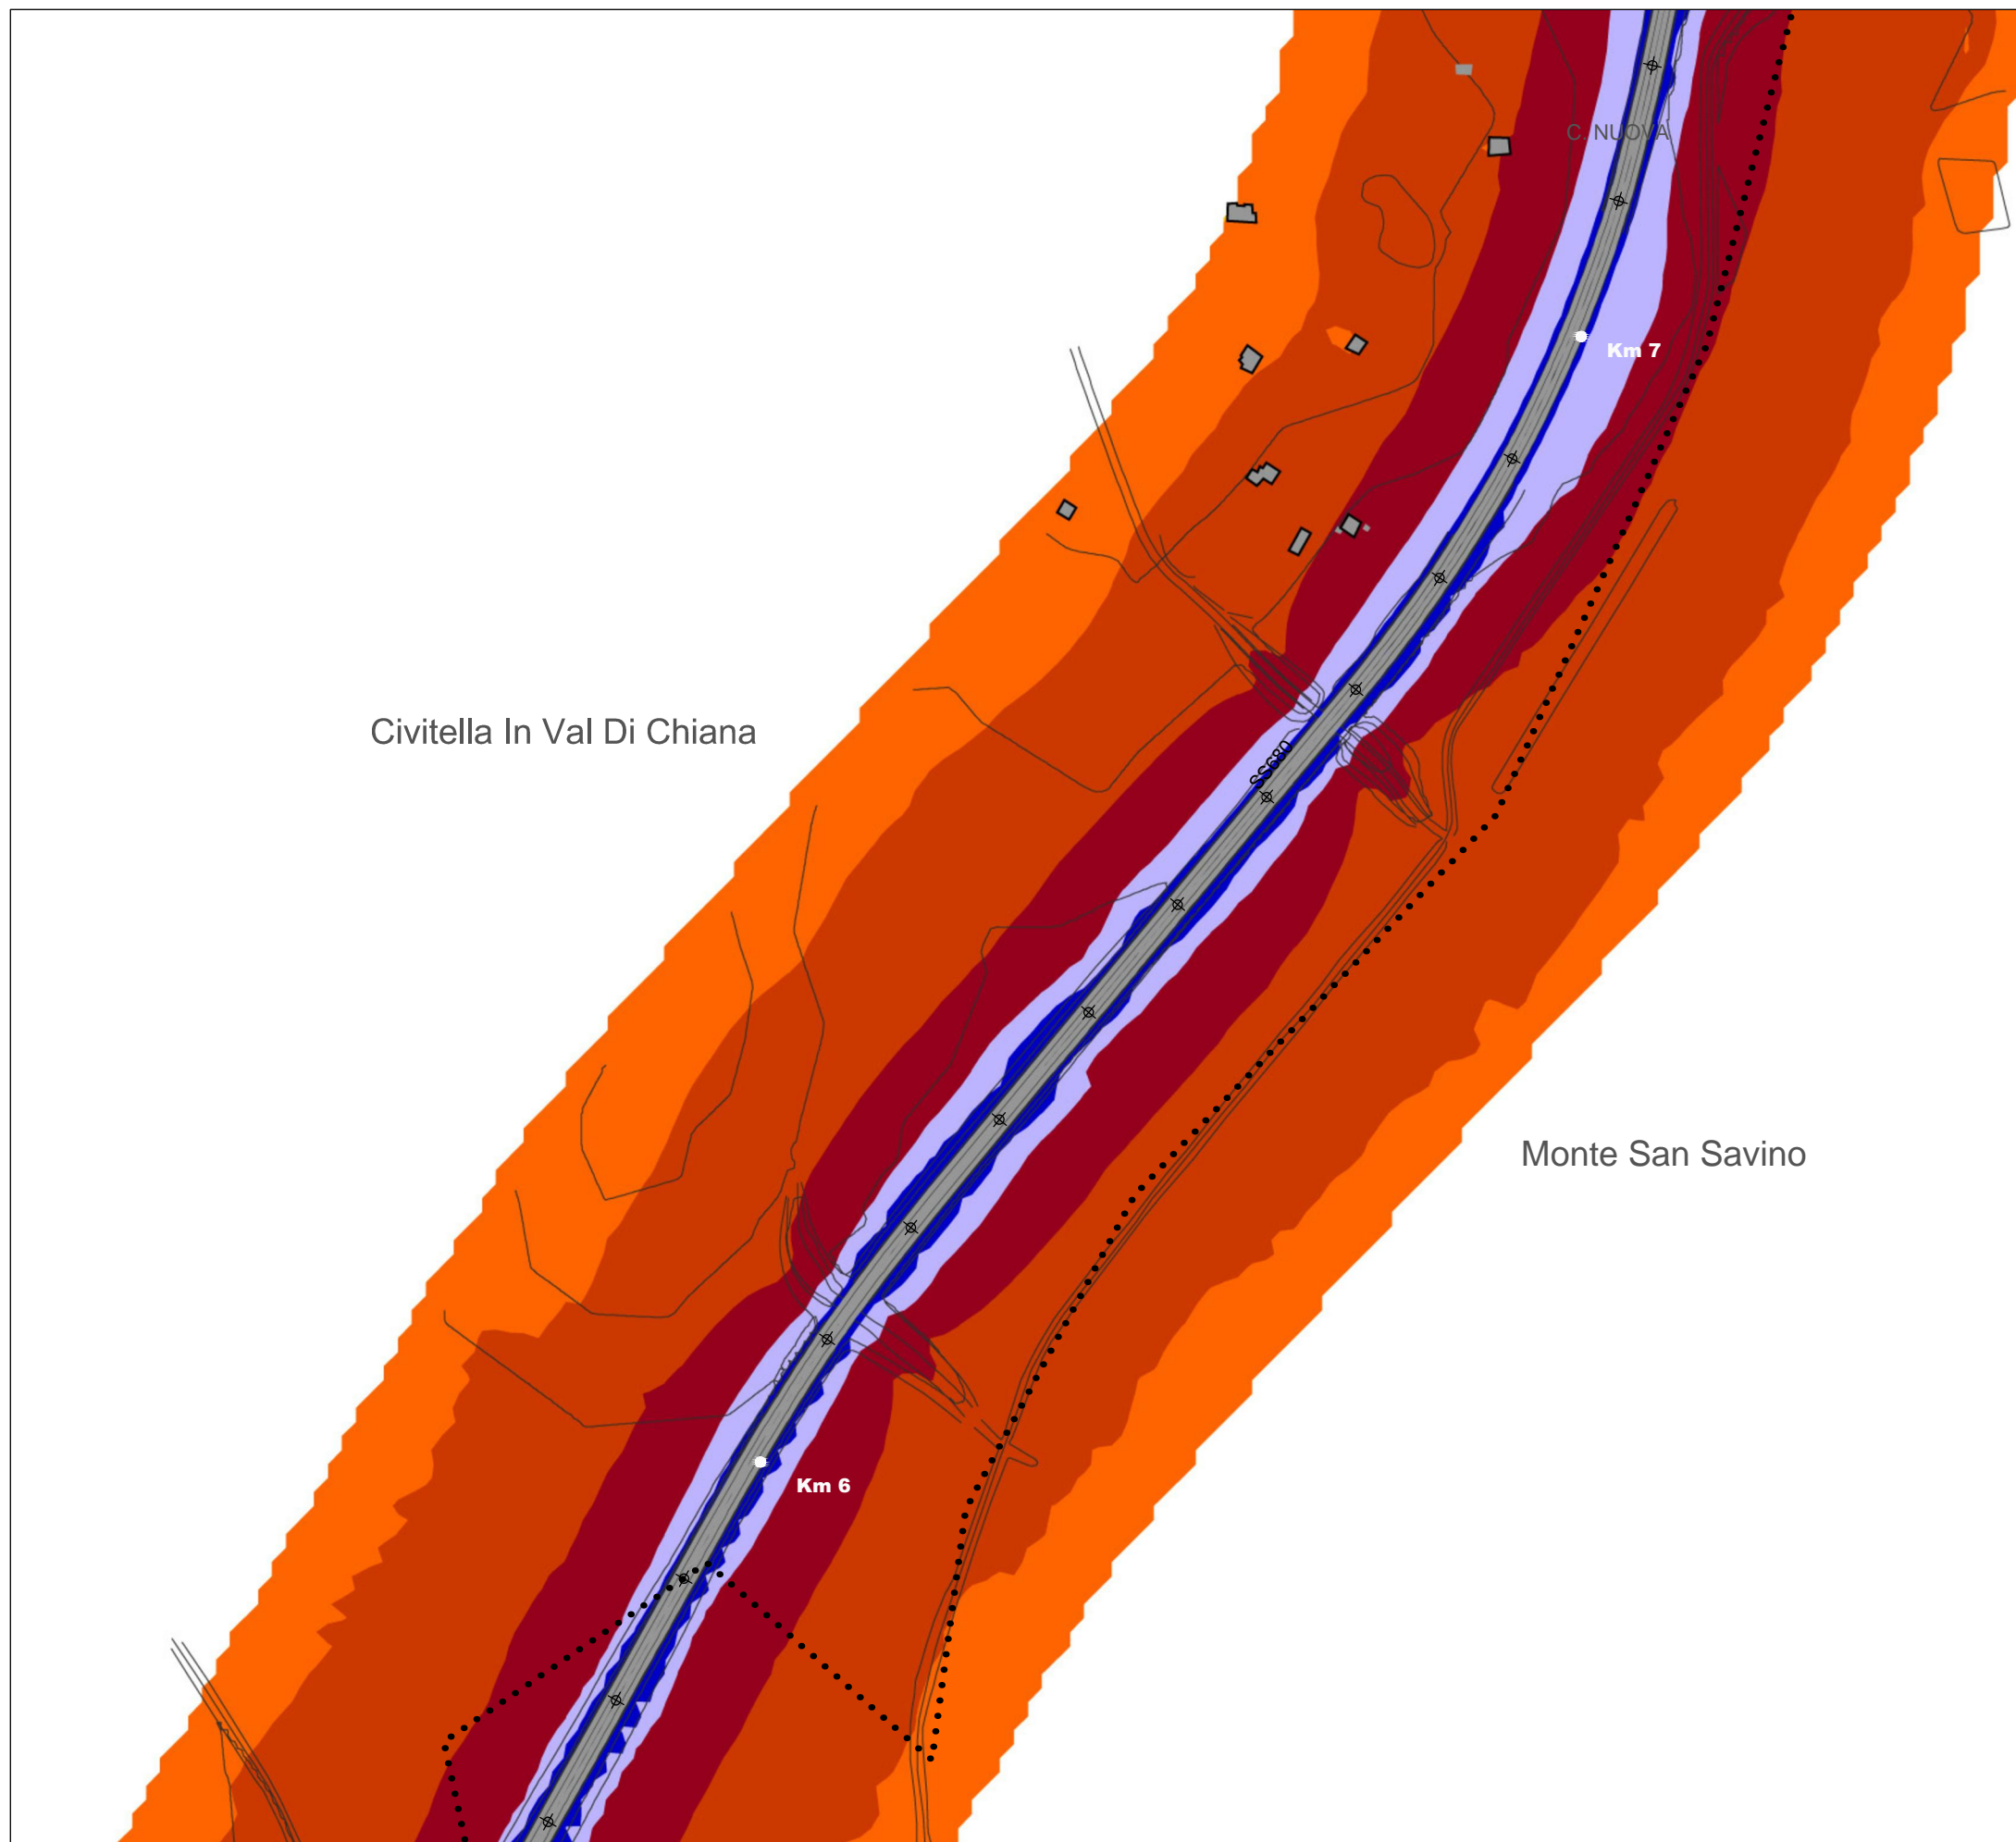 C. NUOVA
Km 7
Civitella In Val Di Chiana
SS680
Monte San Savino
Km 6